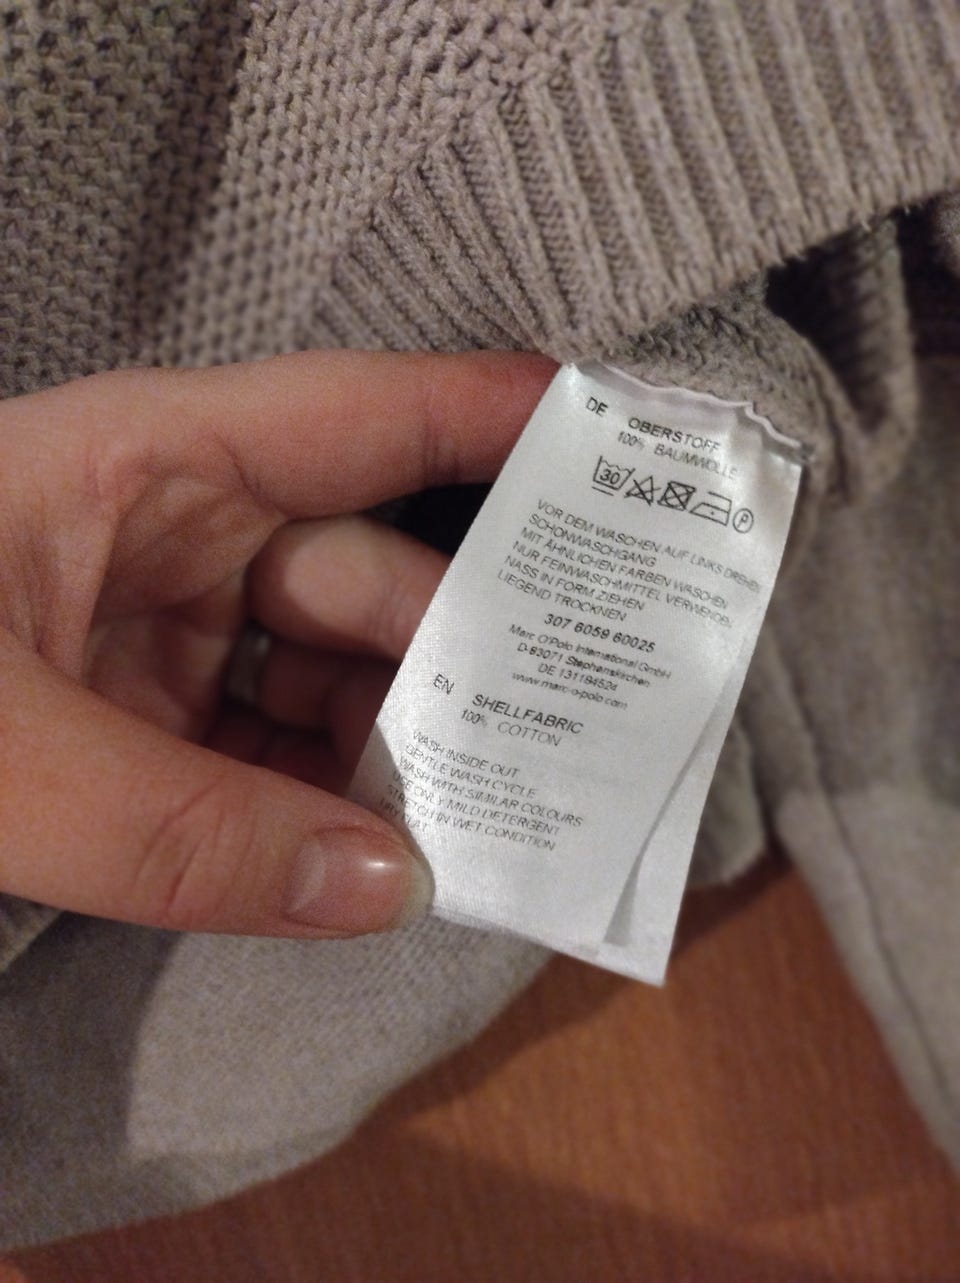 DE OBERSTOFF
100% BAUMWOLLE
30 P
VOR DEM WASCHEN AUF LINKS DREHEN
SCHONWASCHGANG
MIT ÄHNLICHEN FARBEN WASCHEN
NUR FEINWASCHMITTEL VERWENDEN
NASS IN FORM ZIEHEN
LIEGEND TROCKNEN
307 6059 60025
Marc O'Polo International GmbH
D-83071 Stephanskirchen
DE 131184524
www.marc-o-polo.com
EN SHELLFABRIC
100% COTTON
WASH INSIDE OUT
GENTLE WASH CYCLE
WASH WITH SIMILAR COLOURS
USE ONLY MILD DETERGENT
STRETCH IN WET CONDITION
FLAT